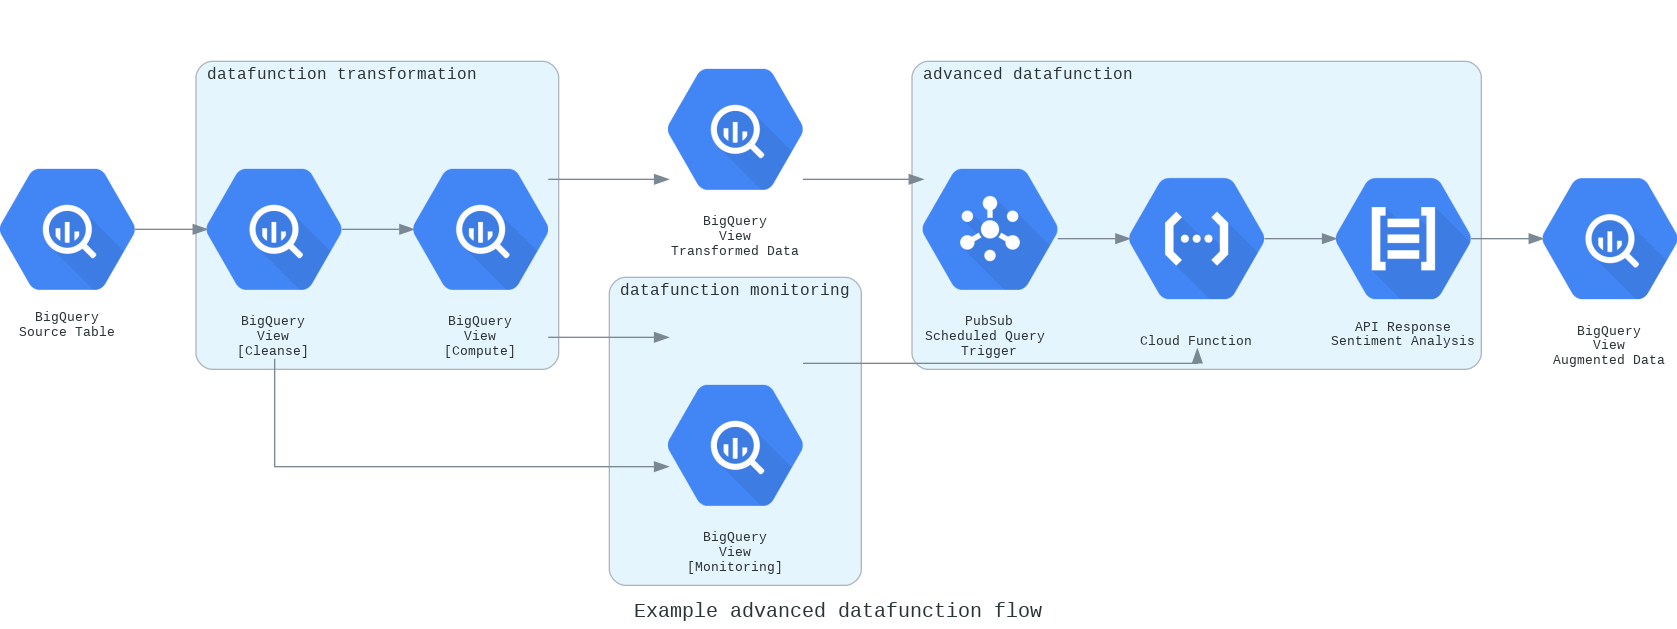 datafunction transformation
advanced datafunction
BigQuery
View
Transformed Data
datafunction monitoring
BigQuery
Source Table
BigQuery
View
[Cleanse]
BigQuery
View
[Compute]
PubSub
Scheduled Query
Trigger
Cloud Function
API Response
Sentiment Analysis
BigQuery
View
Augmented Data
BigQuery
View
[Monitoring]
Example advanced datafunction flow